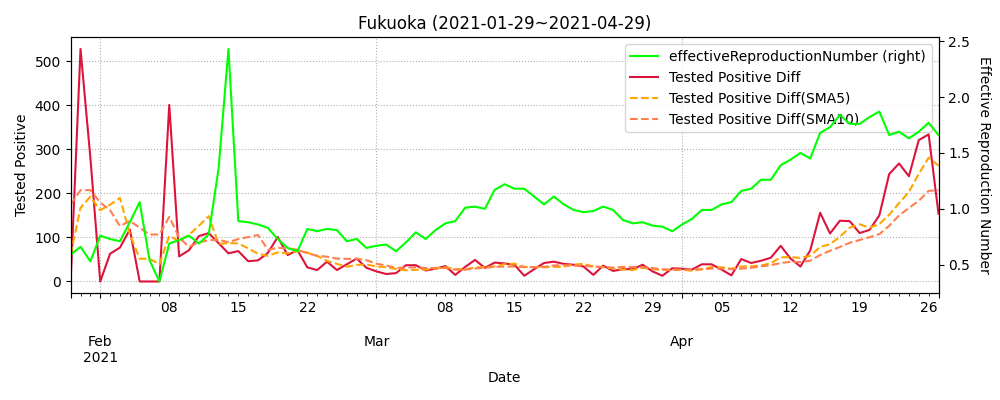 Fukuoka (2021-01-29~2021-04-29)
effectiveReproductionNumber (right)
Tested Positive Diff
Tested Positive Diff(SMA5)
Tested Positive Diff(SMA10)
Tested Positive
500
400
300
200
100
0
Effective Reproduction Number
2.5
2.0
1.5
1.0
0.5
08 15 22 08 15 22 29 05 12 19 26
Feb Mar Apr
2021
Date